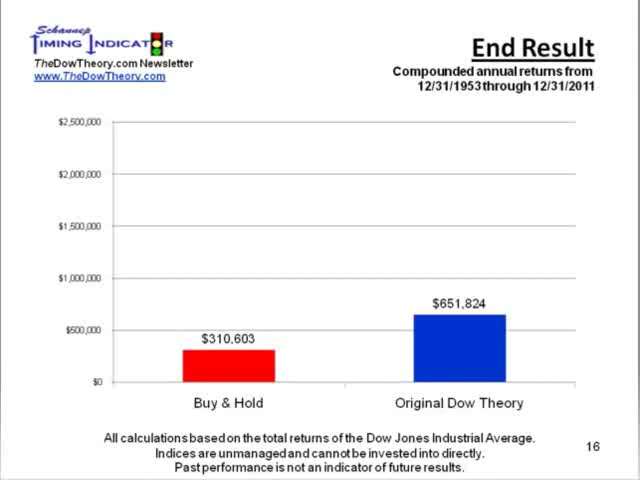 Schannep
TIMING INDICATOR
TheDowTheory.com Newsletter
www.TheDowTheory.com
End Result
Compounded annual returns from
12/31/1953 through 12/31/2011
$2,500,000
$2,000,000
$1,500,000
$1,000,000
$500,000
$0
$310,603
$651,824
Buy & Hold
Original Dow Theory
All calculations based on the total returns of the Dow Jones Industrial Average.
Indices are unmanaged and cannot be invested into directly.
Past performance is not an indicator of future results.
16